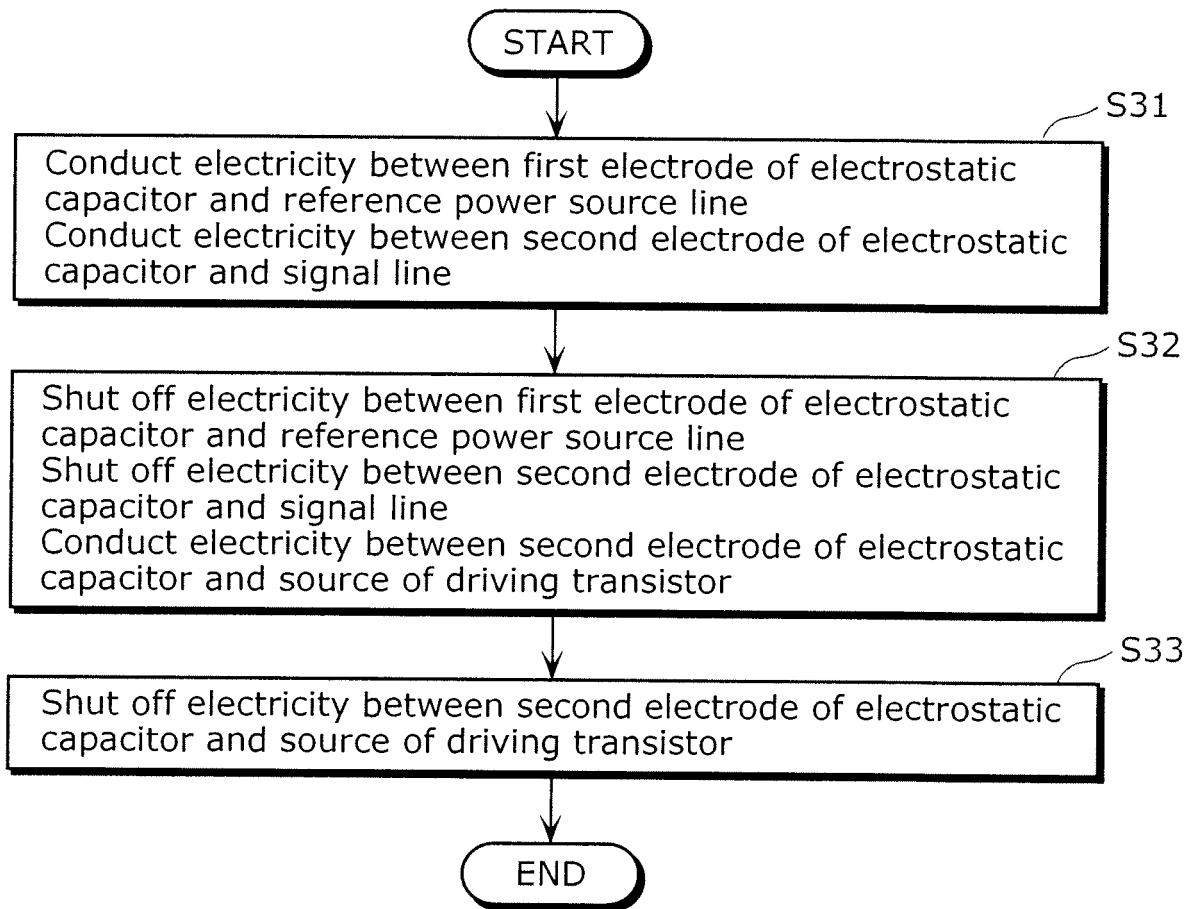 START
S31
Conduct electricity between first electrode of electrostatic
capacitor and reference power source line
Conduct electricity between second electrode of electrostatic
capacitor and signal line
S32
Shut off electricity between first electrode of electrostatic
capacitor and reference power source line
Shut off electricity between second electrode of electrostatic
capacitor and signal line
Conduct electricity between second electrode of electrostatic
capacitor and source of driving transistor
S33
Shut off electricity between second electrode of electrostatic
capacitor and source of driving transistor
END